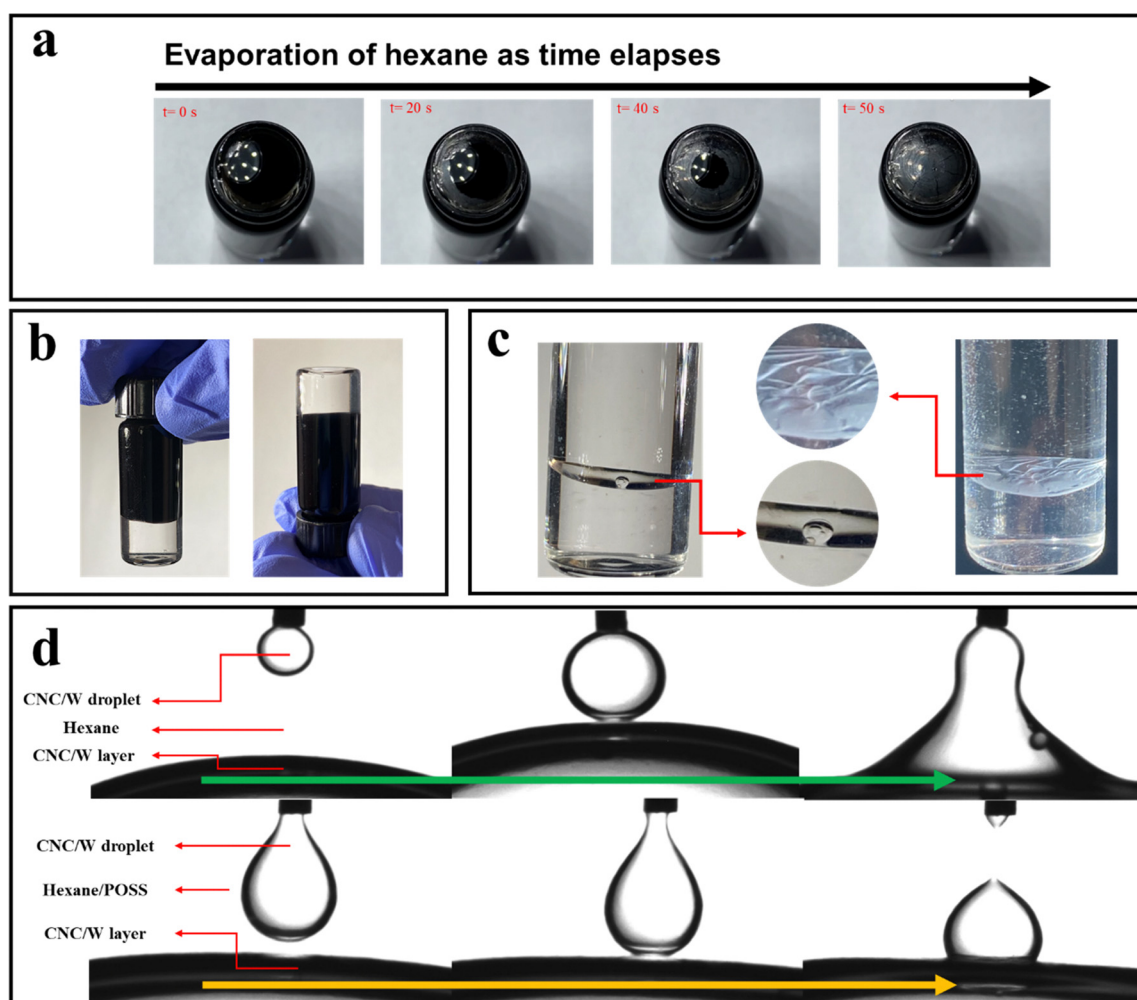 a
Evaporation of hexane as time elapses
t= 0 s
t= 20 s
t= 40 s
t= 50 s
b
c
d
CNC/W droplet
Hexane
CNC/W layer
CNC/W droplet
Hexane/POSS
CNC/W layer